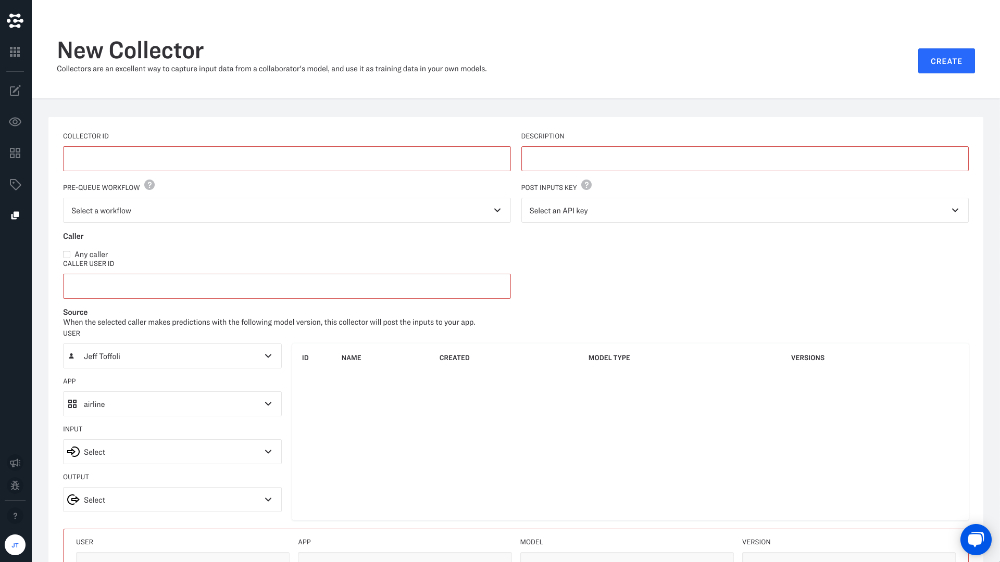 New Collector
Collectors are an excellent way to capture input data from a collaborator's model, and use it as training data in your own models.
CREATE
COLLECTOR ID
DESCRIPTION
PRE-QUEUE WORKFLOW ?
POST INPUTS KEY ?
Select a workflow
Select an API key
Caller
Any caller
CALLER USER ID
Source
When the selected caller makes predictions with the following model version, this collector will post the inputs to your app.
USER
Jeff Toffoli
APP
airline
INPUT
Select
OUTPUT
Select
ID NAME CREATED MODEL TYPE VERSIONS
USER APP MODEL VERSION
?
JT